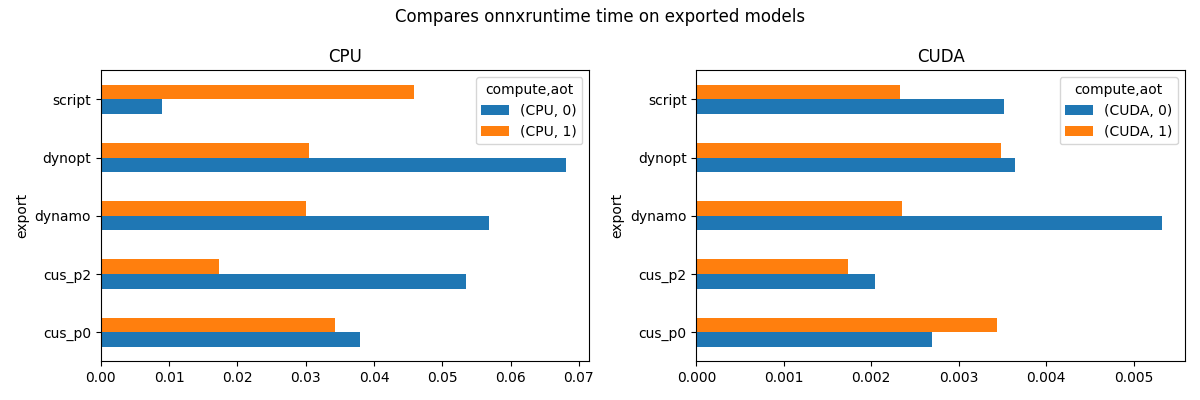 Compares onnxruntime time on exported models
CPU
export
script
dynopt
dynamo
cus_p2
cus_p0
0.00 0.01 0.02 0.03 0.04 0.05 0.06 0.07
compute,aot
(CPU, 0)
(CPU, 1)
CUDA
export
script
dynopt
dynamo
cus_p2
cus_p0
0.000 0.001 0.002 0.003 0.004 0.005
compute,aot
(CUDA, 0)
(CUDA, 1)